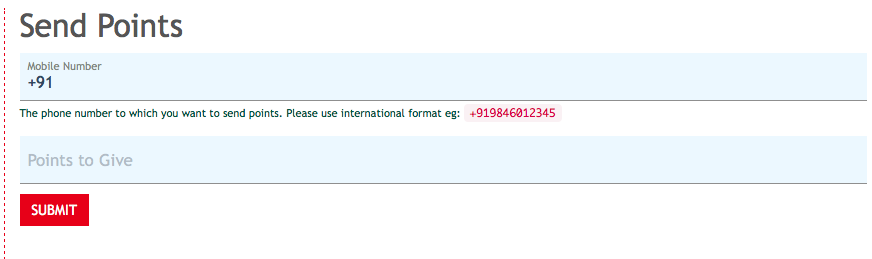 Send Points
Mobile Number
+91
The phone number to which you want to send points. Please use international format eg: +919846012345
Points to Give
SUBMIT